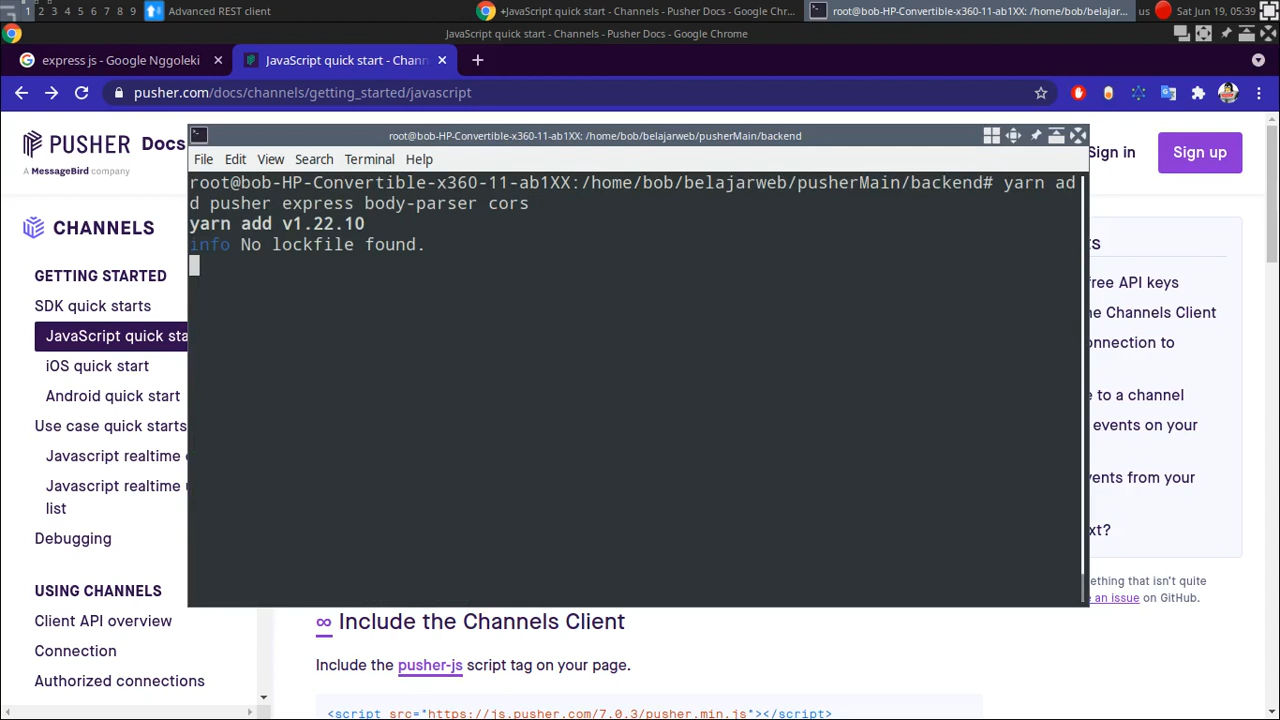 1 2 3 4 5 6 7 8 9 Advanced REST client
+JavaScript quick start - Channels - Pusher Docs - Google Chro...
root@bob-HP-Convertible-x360-11-ab1XX: /home/bob/belajar...
us
Sat Jun 19, 05:39
JavaScript quick start - Channels - Pusher Docs - Google Chrome
express js - Google Nggoleki
JavaScript quick start - Chann
pusher.com/docs/channels/getting_started/javascript
PUSHER Docs
A MessageBird company
Sign in
Sign up
root@bob-HP-Convertible-x360-11-ab1XX: /home/bob/belajarweb/pusherMain/backend
File Edit View Search Terminal Help
root@bob-HP-Convertible-x360-11-ab1XX:/home/bob/belajarweb/pusherMain/backend# yarn ad
d pusher express body-parser cors
yarn add v1.22.10
info No lockfile found.
CHANNELS
GETTING STARTED
SDK quick starts
JavaScript quick sta
iOS quick start
Android quick start
Use case quick starts
Javascript realtime
Javascript realtime
list
Debugging
USING CHANNELS
Client API overview
Connection
Authorized connections
ts
free API keys
he Channels Client
onnection to
e to a channel
events on your
vents from your
xt?
ething that isn't quite
e an issue on GitHub.
∞ Include the Channels Client
Include the pusher-js script tag on your page.
<script src="https://js.pusher.com/7.0.3/pusher.min.js"></script>